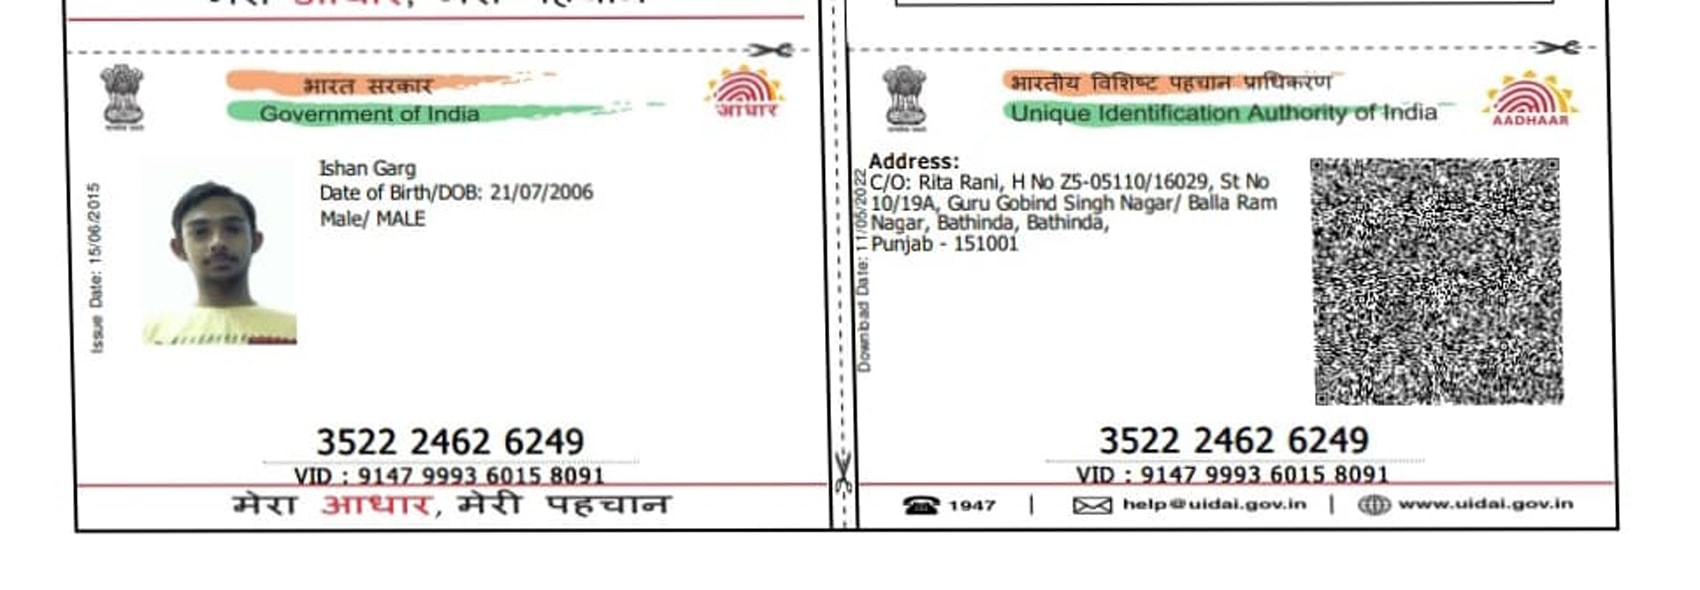 भारत सरकार
Government of India
आधार
Issue Date: 15/06/2015
Ishan Garg
Date of Birth/DOB: 21/07/2006
Male/ MALE
3522 2462 6249
VID : 9147 9993 6015 8091
मेरा आधार, मेरी पहचान
भारतीय विशिष्ट पहचान प्राधिकरण
Unique Identification Authority of India
AADHAAR
Download Date: 11/05/2022
Address:
C/O: Rita Rani, H No Z5-05110/16029, St No
10/19A, Guru Gobind Singh Nagar/ Balla Ram
Nagar, Bathinda, Bathinda,
Punjab - 151001
3522 2462 6249
VID : 9147 9993 6015 8091
1947 | help@uidai.gov.in | www.uidai.gov.in